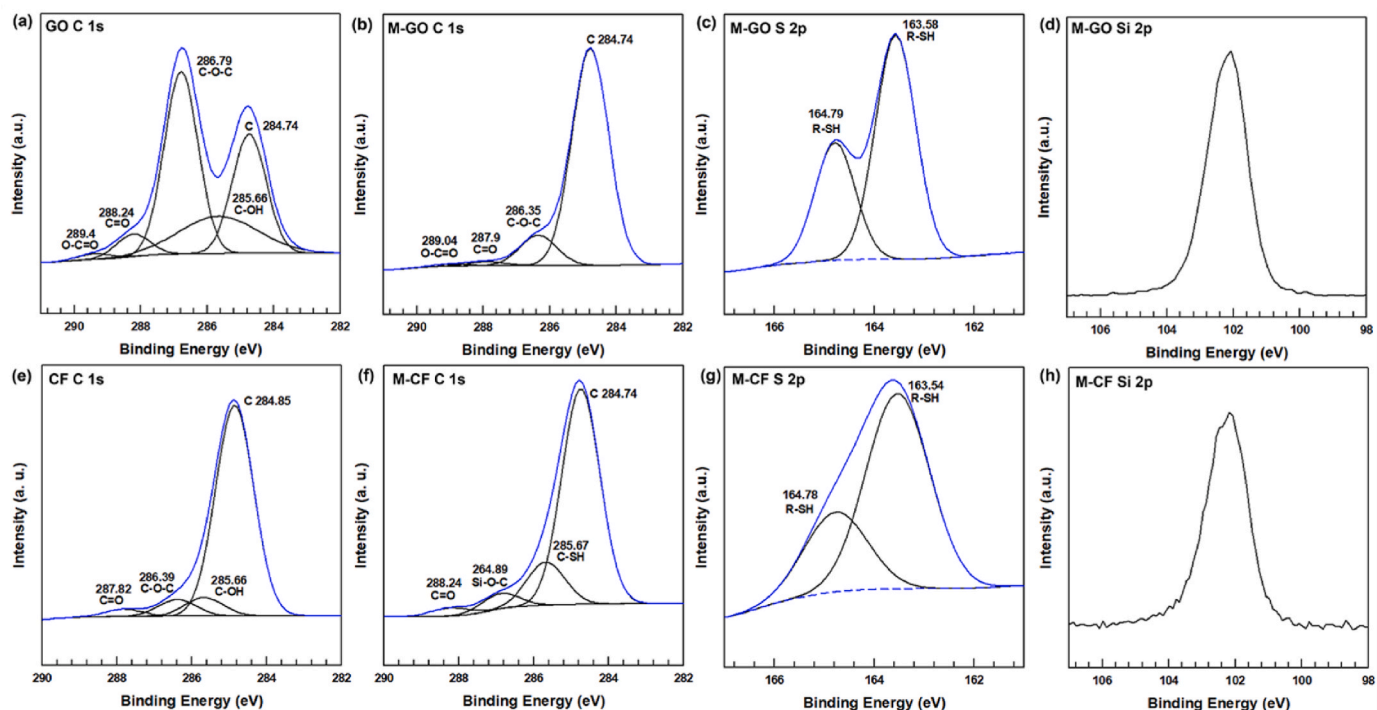 (a)
GO C 1s
286.79
C-O-C
C
284.74
285.66
C-OH
288.24
C=O
289.4
O-C=O
Intensity (a.u.)
290 288 286 284 282
Binding Energy (eV)
(b)
M-GO C 1s
C 284.74
286.35
C-O-C
287.9
C=O
289.04
O-C=O
Intensity (a.u.)
290 288 286 284 282
Binding Energy (eV)
(c)
M-GO S 2p
163.58
R-SH
164.79
R-SH
Intensity (a.u.)
166 164 162
Binding Energy (eV)
(d)
M-GO Si 2p
Intensity (a.u.)
106 104 102 100 98
Binding Energy (eV)
(e)
CF C 1s
C 284.85
285.66
C-OH
286.39
C-O-C
287.82
C=O
Intensity (a. u.)
290 288 286 284 282
Binding Energy (eV)
(f)
M-CF C 1s
C 284.74
285.67
C-SH
264.89
Si-O-C
288.24
C=O
Intensity (a. u.)
290 288 286 284 282
Binding Energy (eV)
(g)
M-CF S 2p
163.54
R-SH
164.78
R-SH
Intensity (a. u.)
166 164 162
Binding Energy (eV)
(h)
M-CF Si 2p
Intensity (a.u.)
106 104 102 100 98
Binding Energy (eV)